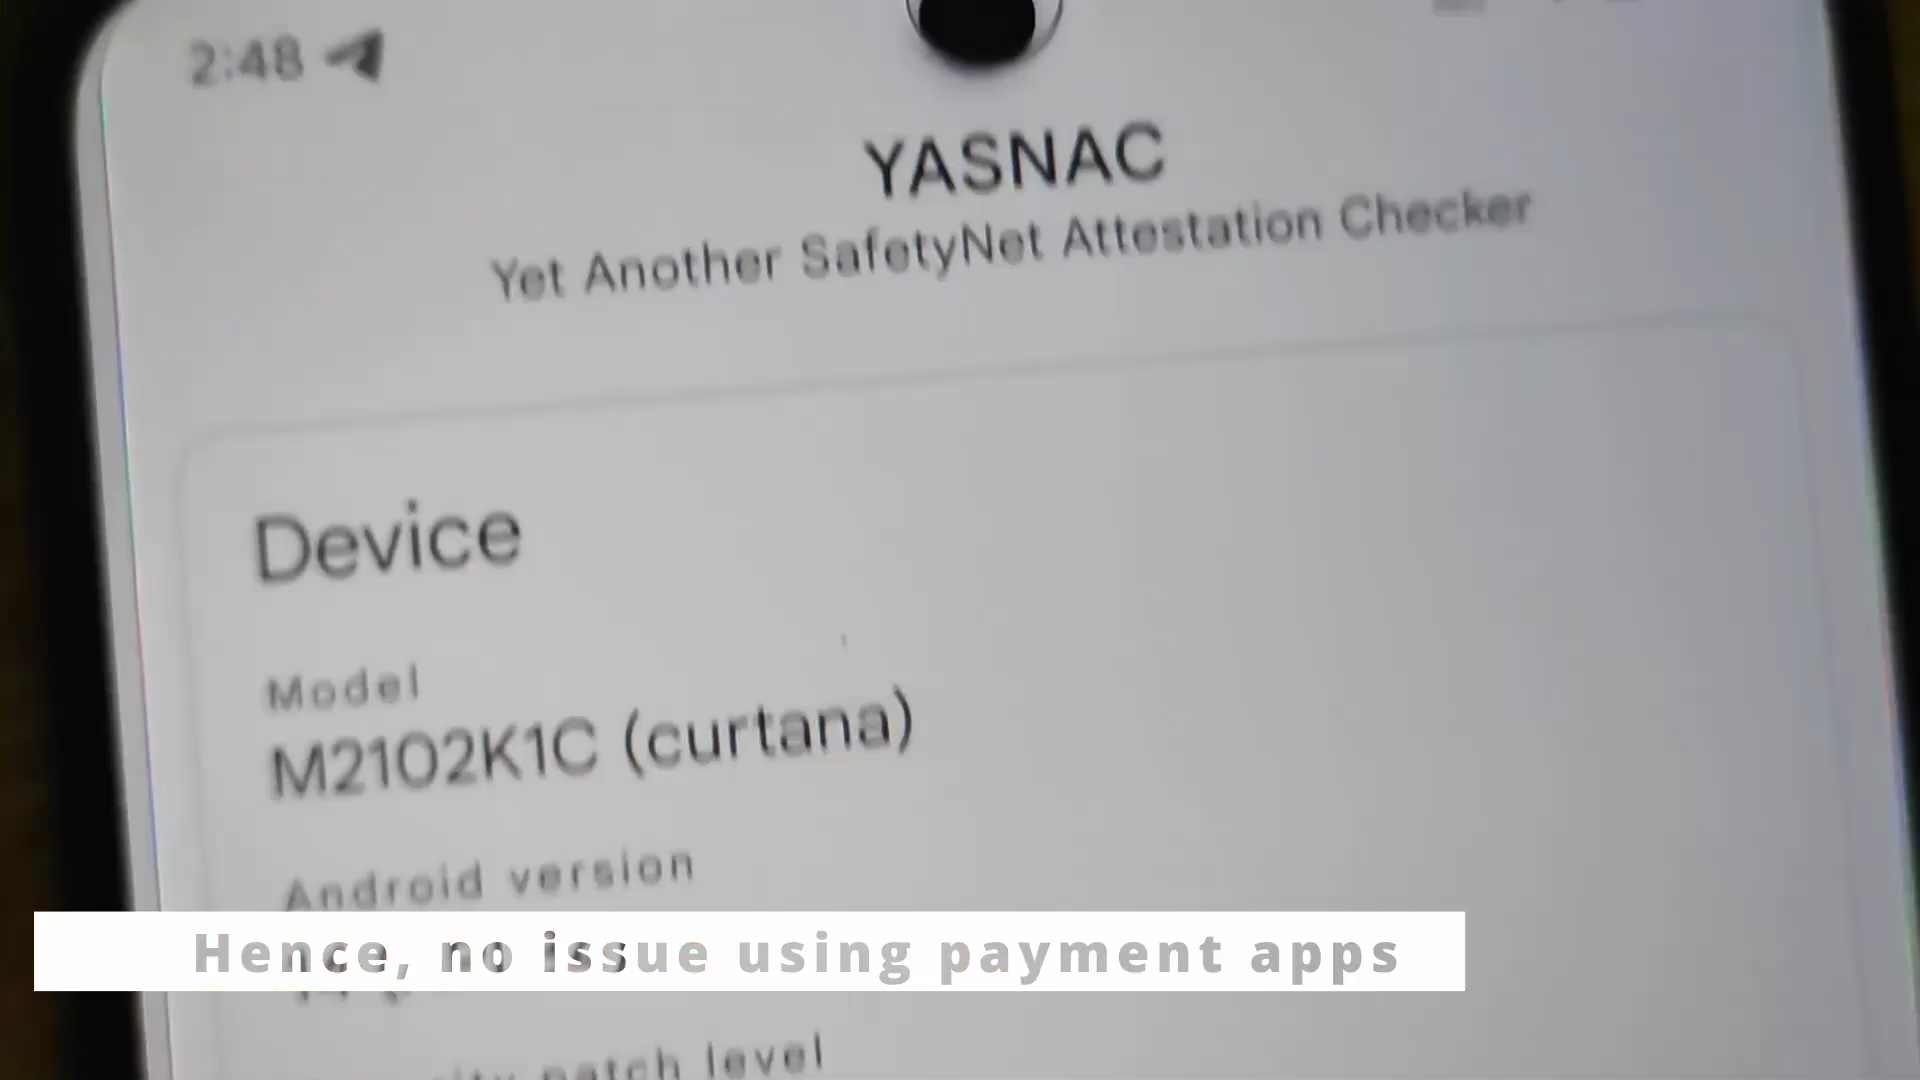 2:48
YASNAC
Yet Another SafetyNet Attestation Checker
Device
Model
M2102K1C (curtana)
Android version
Hence, no issue using payment apps
patch level